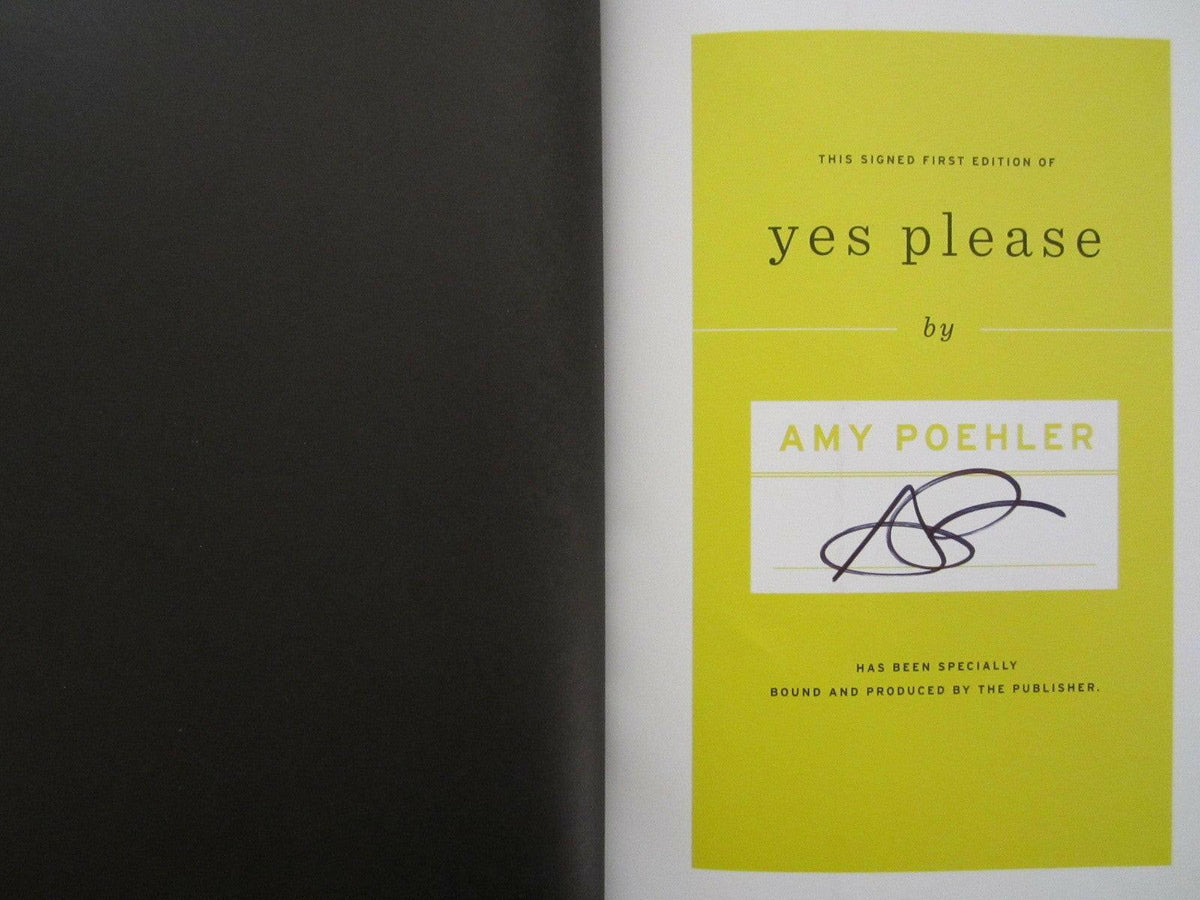 THIS SIGNED FIRST EDITION OF
yes please
by
AMY POEHLER
HAS BEEN SPECIALLY
BOUND AND PRODUCED BY THE PUBLISHER.